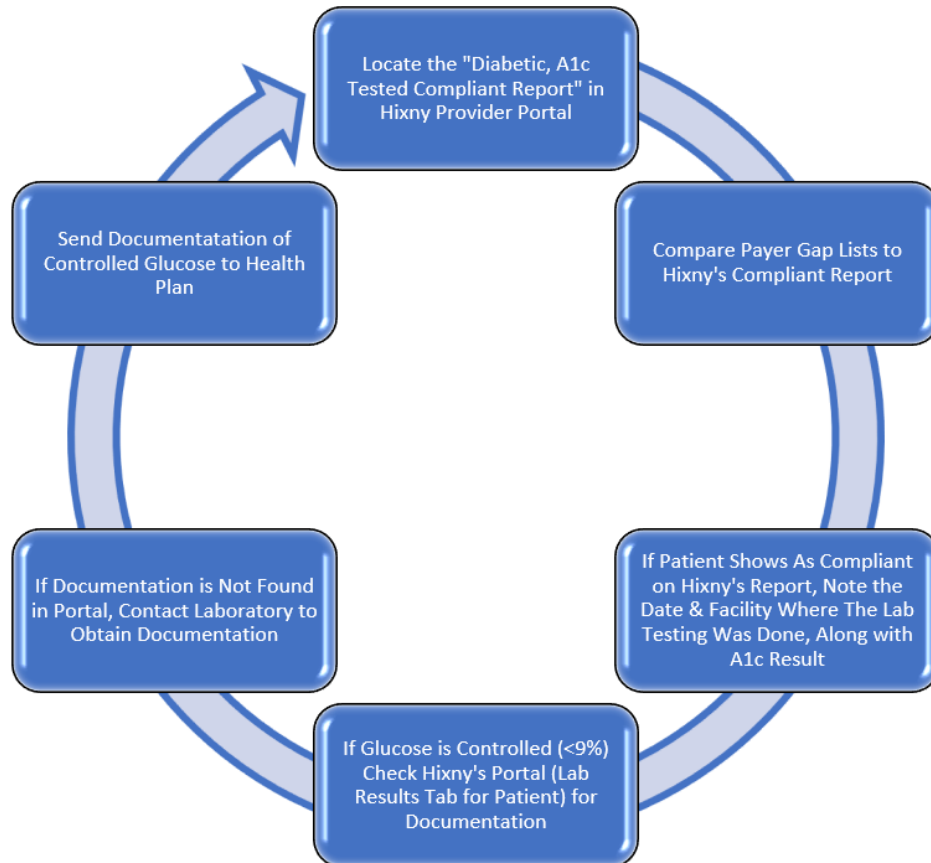 Locate the "Diabetic, A1c
Tested Compliant Report" in
Hixny Provider Portal
Compare Payer Gap Lists to
Hixny's Compliant Report
If Patient Shows As Compliant
on Hixny's Report, Note the
Date & Facility Where The Lab
Testing Was Done, Along with
A1c Result
If Glucose is Controlled (<9%)
Check Hixny's Portal (Lab
Results Tab for Patient) for
Documentation
If Documentation is Not Found
in Portal, Contact Laboratory to
Obtain Documentation
Send Documentatation of
Controlled Glucose to Health
Plan